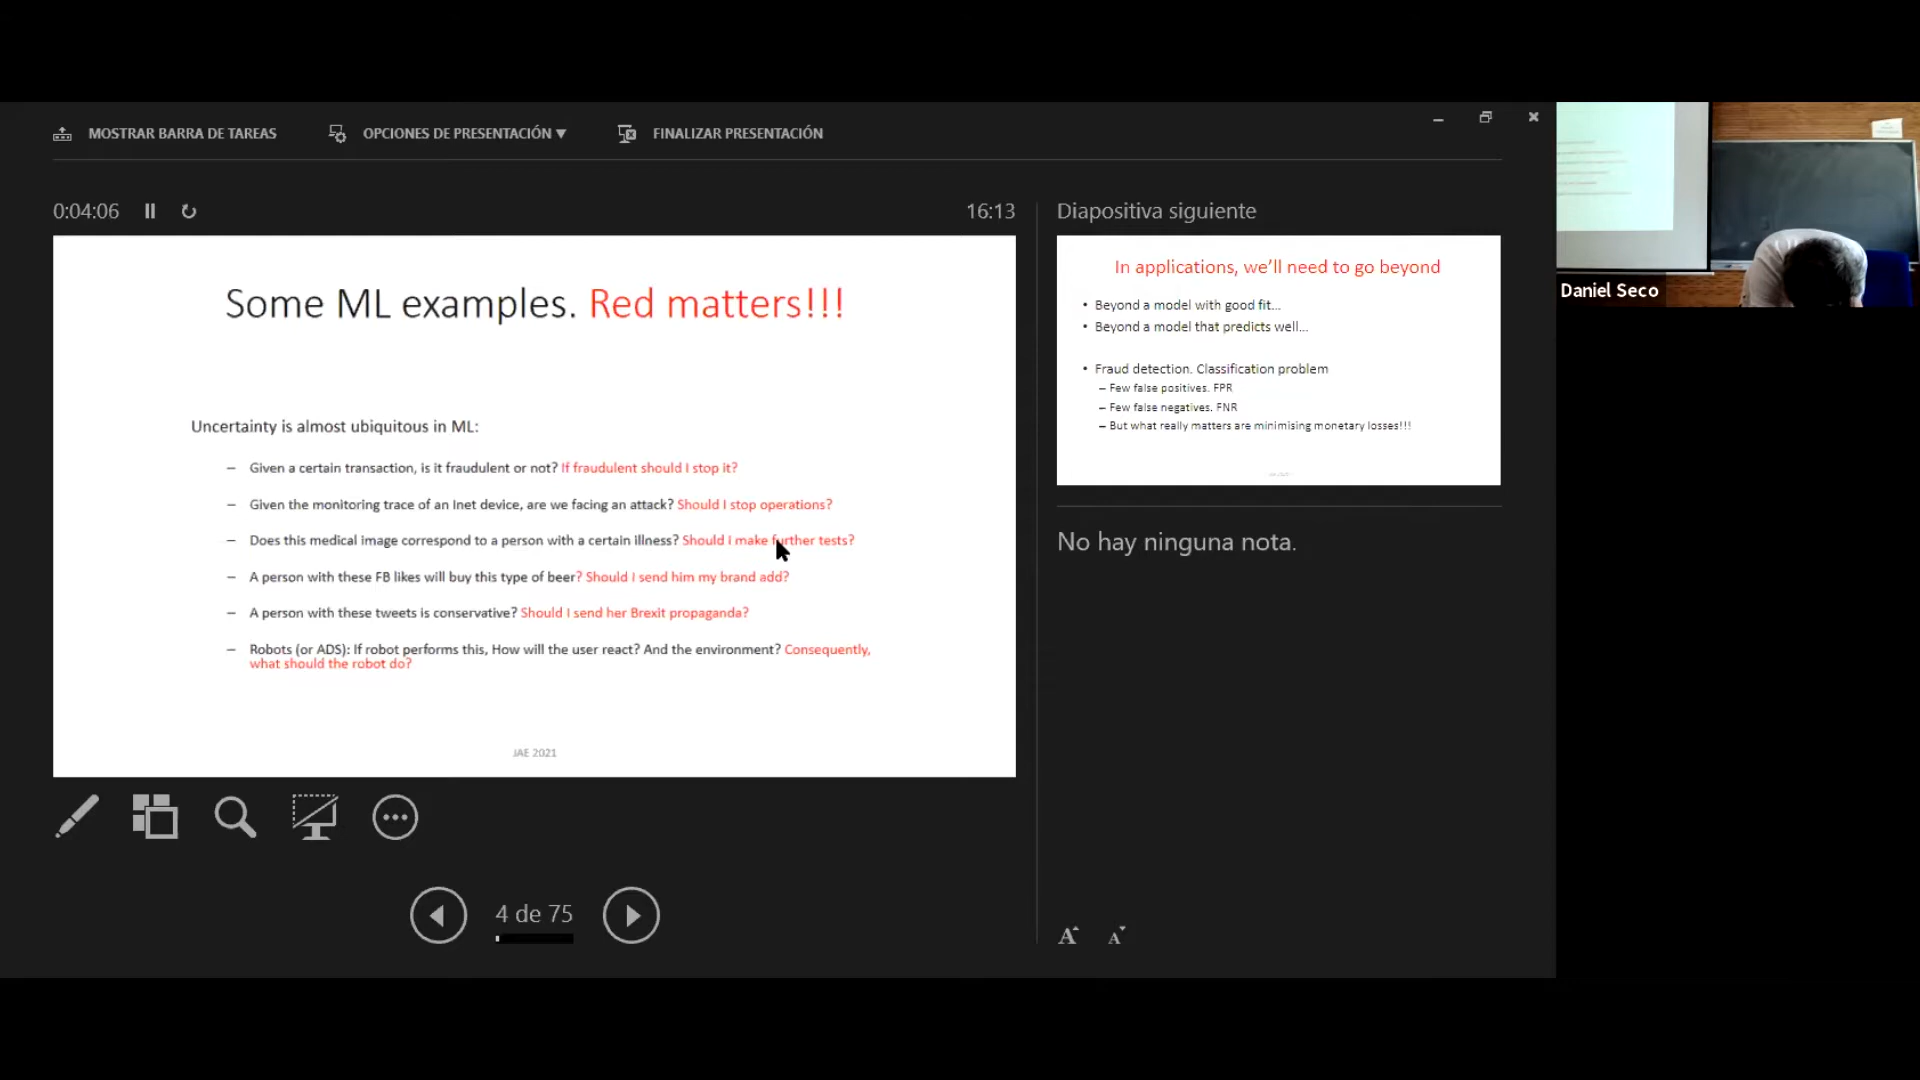 MOSTRAR BARRA DE TAREAS
OPCIONES DE PRESENTACIÓN ▼
FINALIZAR PRESENTACIÓN
0:04:06
16:13
Some ML examples. Red matters!!!
Uncertainty is almost ubiquitous in ML:
– Given a certain transaction, is it fraudulent or not? If fraudulent should I stop it?
– Given the monitoring trace of an Inet device, are we facing an attack? Should I stop operations?
– Does this medical image correspond to a person with a certain illness? Should I make further tests?
– A person with these FB likes will buy this type of beer? Should I send him my brand add?
– A person with these tweets is conservative? Should I send her Brexit propaganda?
– Robots (or ADS): If robot performs this, How will the user react? And the environment? Consequently,
what should the robot do?
JAE 2021
4 de 75
Diapositiva siguiente
In applications, we'll need to go beyond
• Beyond a model with good fit...
• Beyond a model that predicts well...
• Fraud detection. Classification problem
– Few false positives. FPR
– Few false negatives. FNR
– But what really matters are minimising monetary losses!!!
No hay ninguna nota.
A A
Daniel Seco